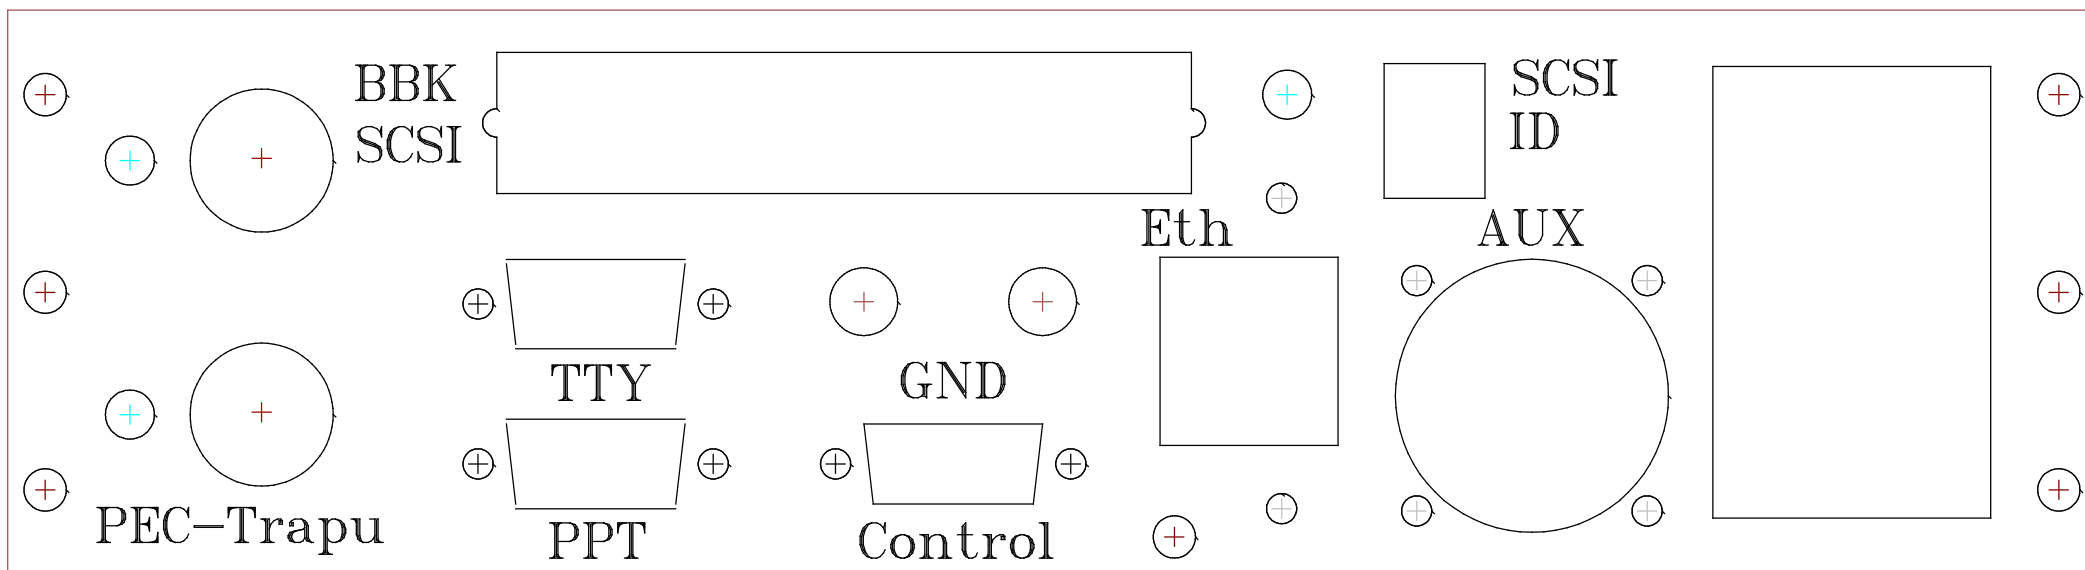 BBK
SCSI
SCSI
ID
Eth
AUX
TTY
GND
PEC-Trapu
PPT
Control